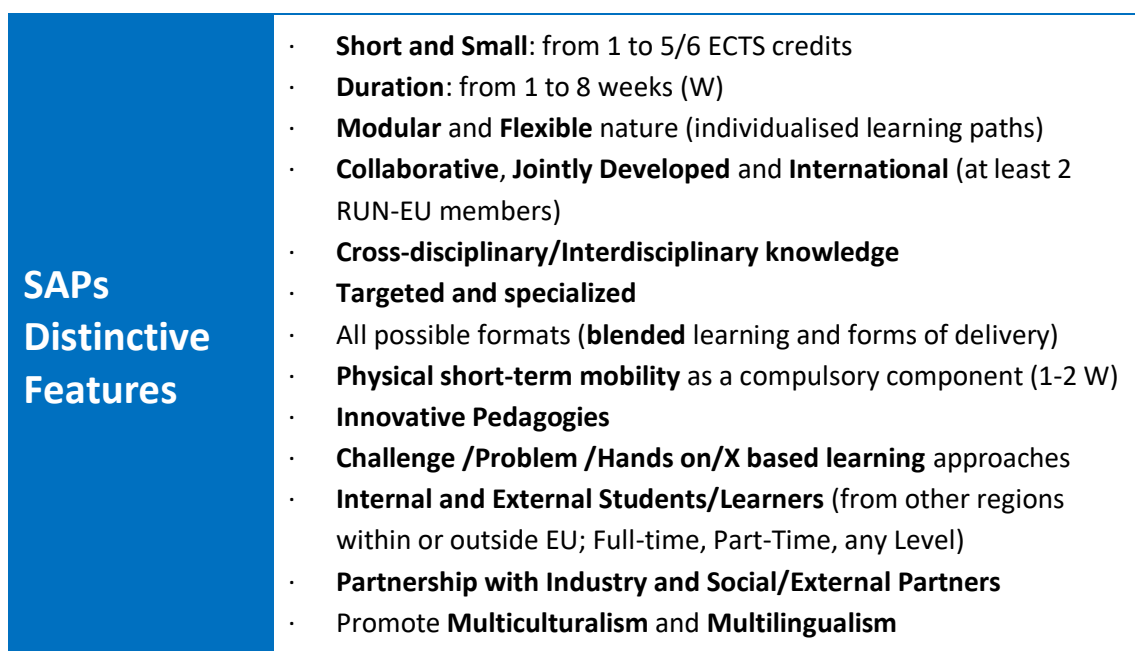 SAPs
Distinctive
Features
· Short and Small: from 1 to 5/6 ECTS credits
· Duration: from 1 to 8 weeks (W)
· Modular and Flexible nature (individualised learning paths)
· Collaborative, Jointly Developed and International (at least 2
RUN-EU members)
· Cross-disciplinary/Interdisciplinary knowledge
· Targeted and specialized
· All possible formats (blended learning and forms of delivery)
· Physical short-term mobility as a compulsory component (1-2 W)
· Innovative Pedagogies
· Challenge /Problem /Hands on/X based learning approaches
· Internal and External Students/Learners (from other regions
within or outside EU; Full-time, Part-Time, any Level)
· Partnership with Industry and Social/External Partners
· Promote Multiculturalism and Multilingualism